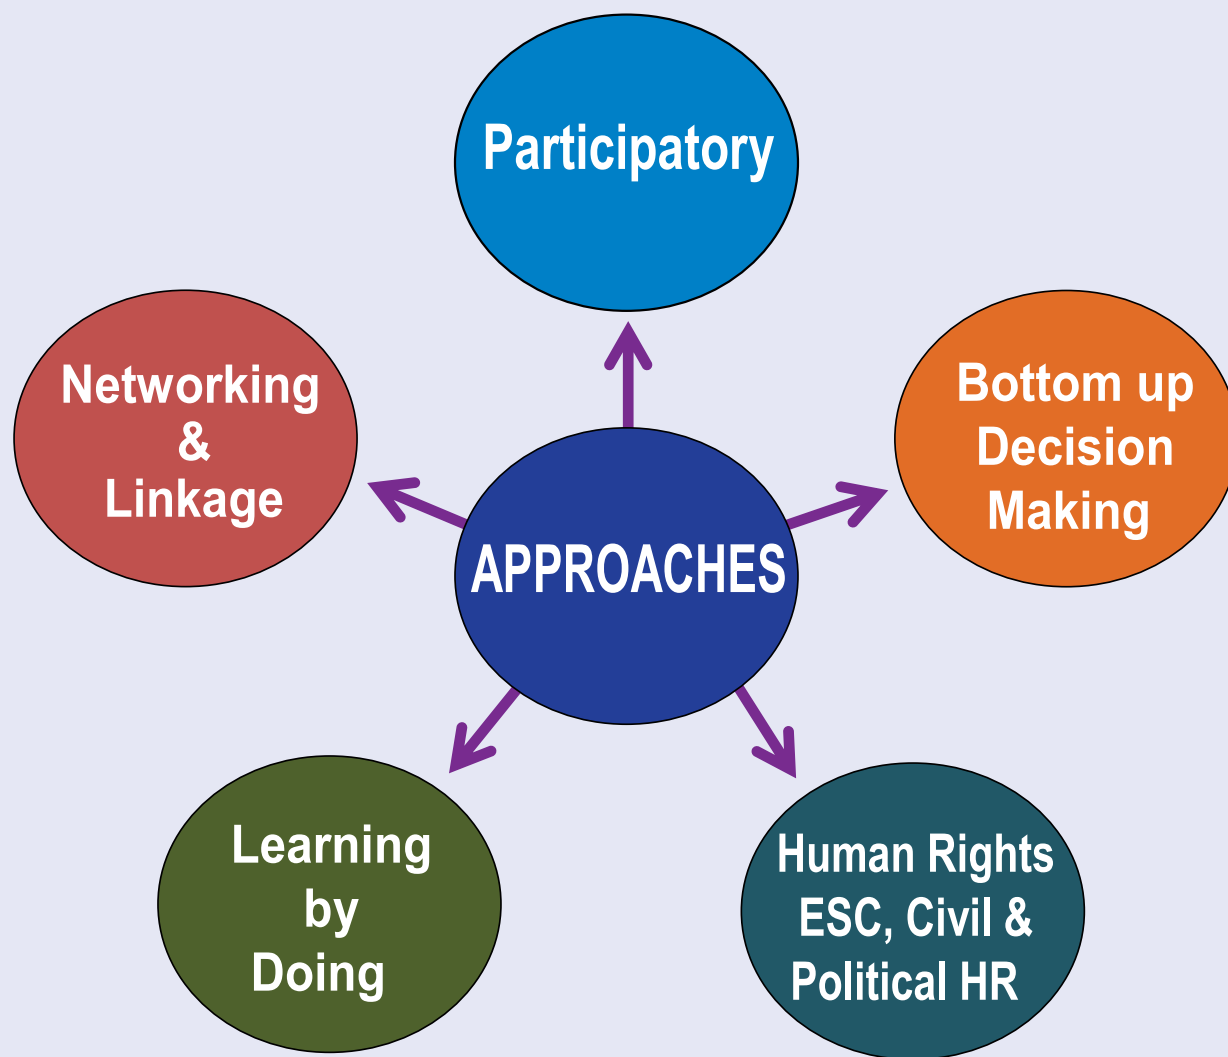 Participatory
Networking
&
Linkage
Bottom up
Decision
Making
APPROACHES
Learning
by
Doing
Human Rights
ESC, Civil &
Political HR